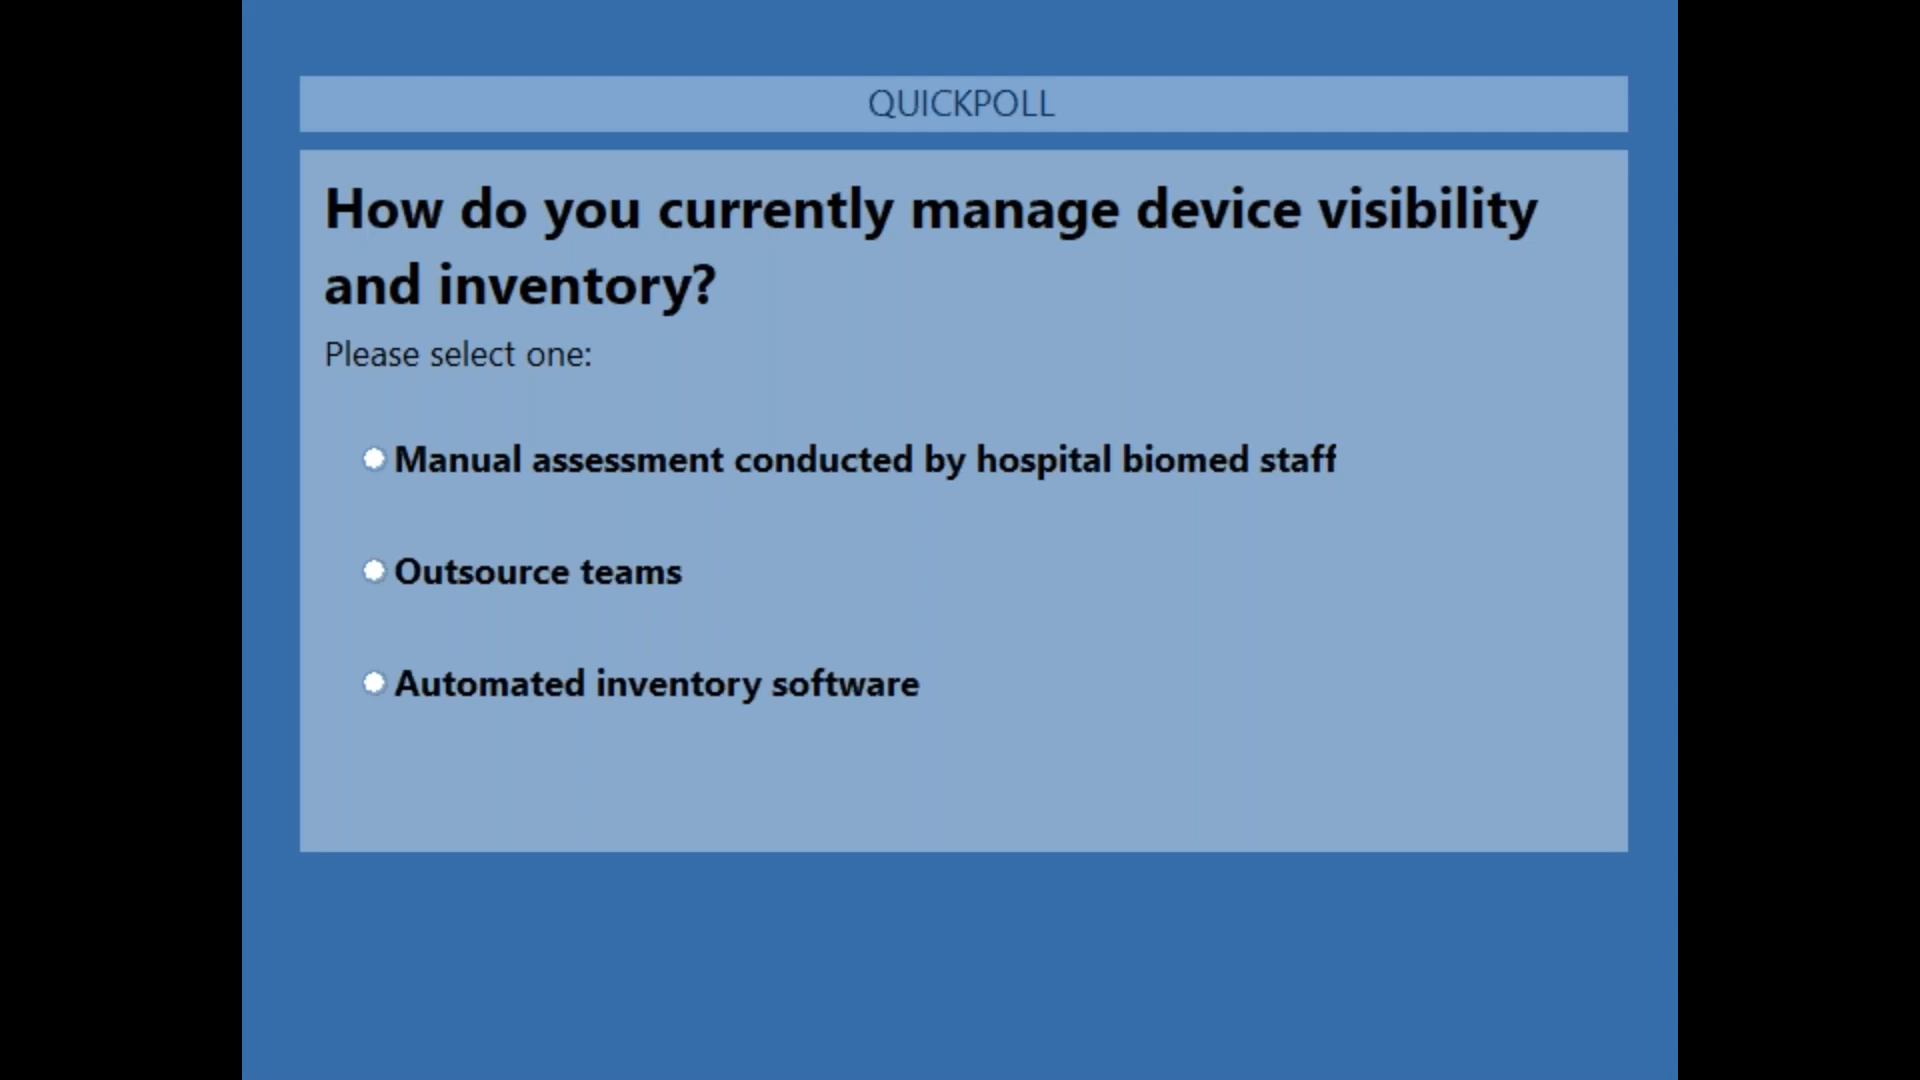 QUICKPOLL
How do you currently manage device visibility
and inventory?
Please select one:
Manual assessment conducted by hospital biomed staff
Outsource teams
Automated inventory software